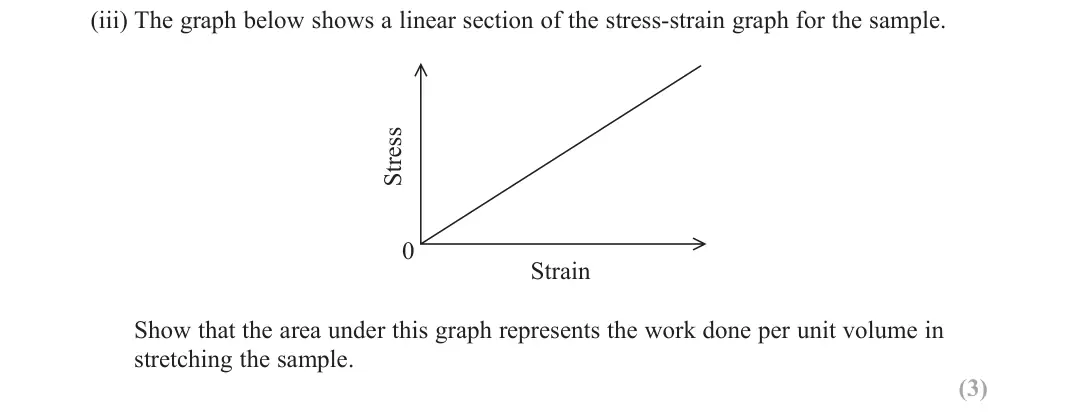 (iii) The graph below shows a linear section of the stress-strain graph for the sample.
Stress
0
Strain
Show that the area under this graph represents the work done per unit volume in
stretching the sample.
(3)